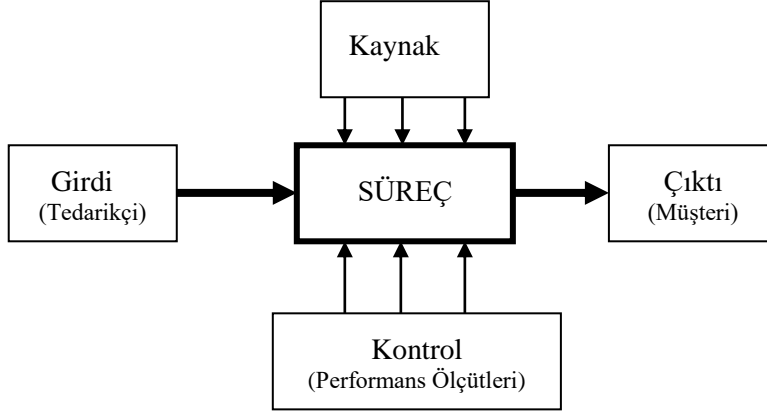 Kaynak
Girdi
(Tedarikçi)
SÜREÇ
Çıktı
(Müşteri)
Kontrol
(Performans Ölçütleri)